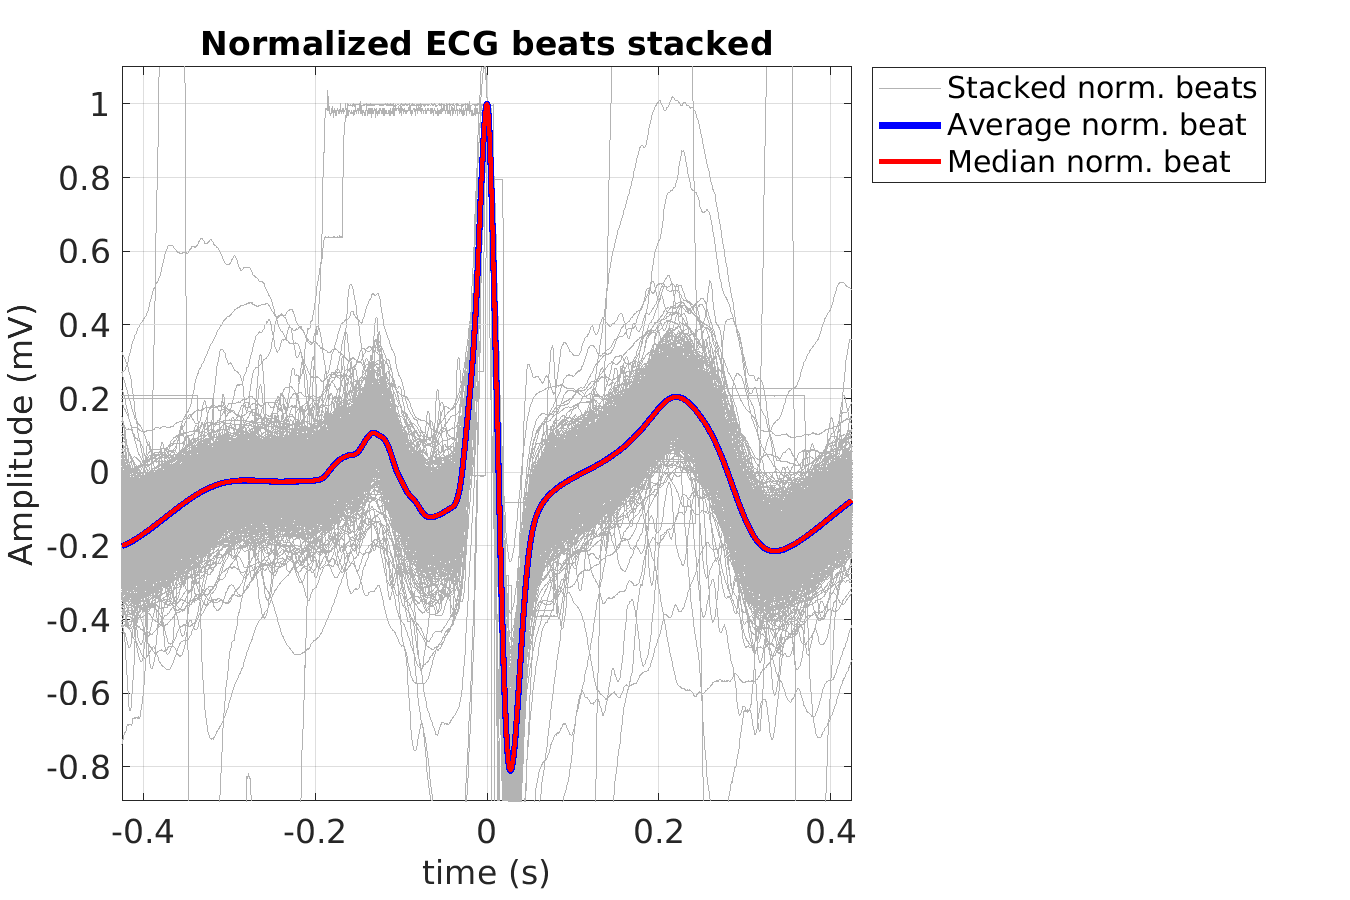 Normalized ECG beats stacked
Stacked norm. beats
Average norm. beat
Median norm. beat
Amplitude (mV)
1
0.8
0.6
0.4
0.2
0
-0.2
-0.4
-0.6
-0.8
-0.4 -0.2 0 0.2 0.4
time (s)